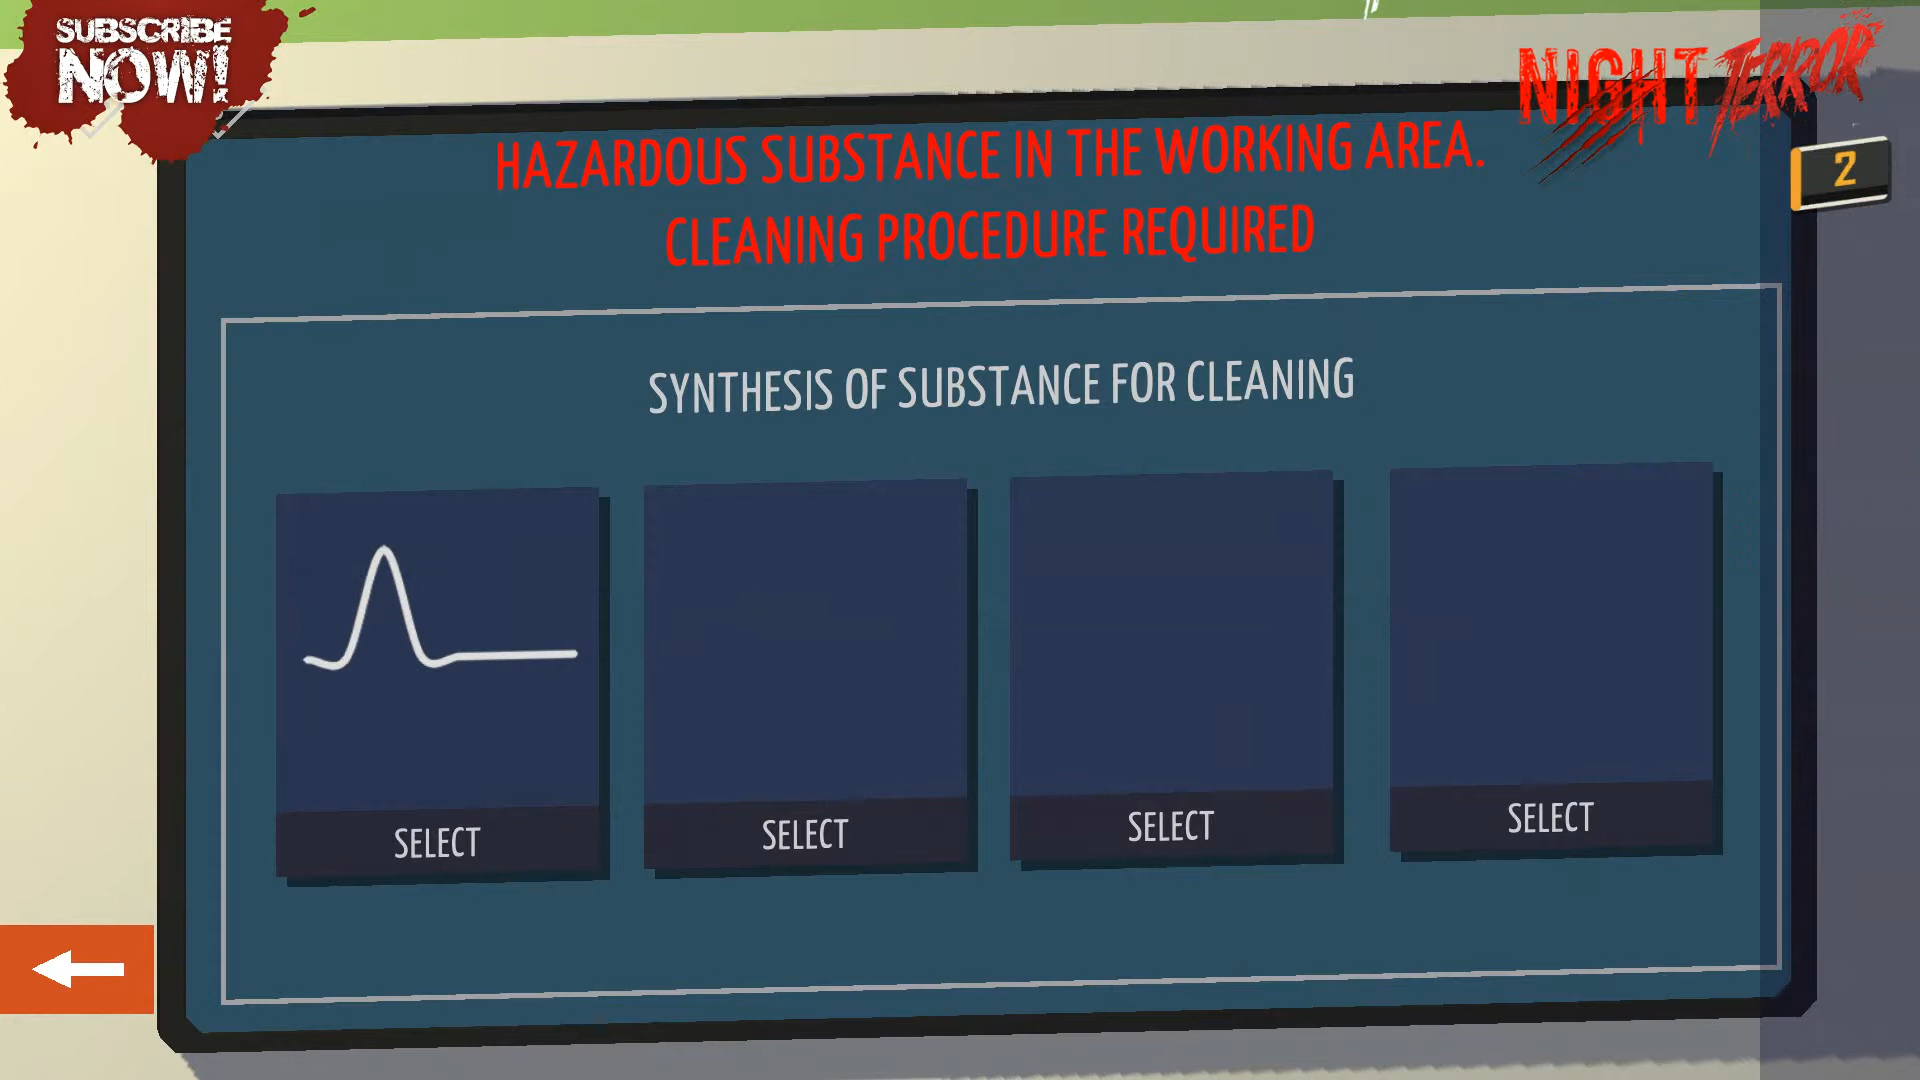 SUBSCRIBE
NOW!
NIGHT TERROR
2
HAZARDOUS SUBSTANCE IN THE WORKING AREA.
CLEANING PROCEDURE REQUIRED
SYNTHESIS OF SUBSTANCE FOR CLEANING
SELECT
SELECT
SELECT
SELECT